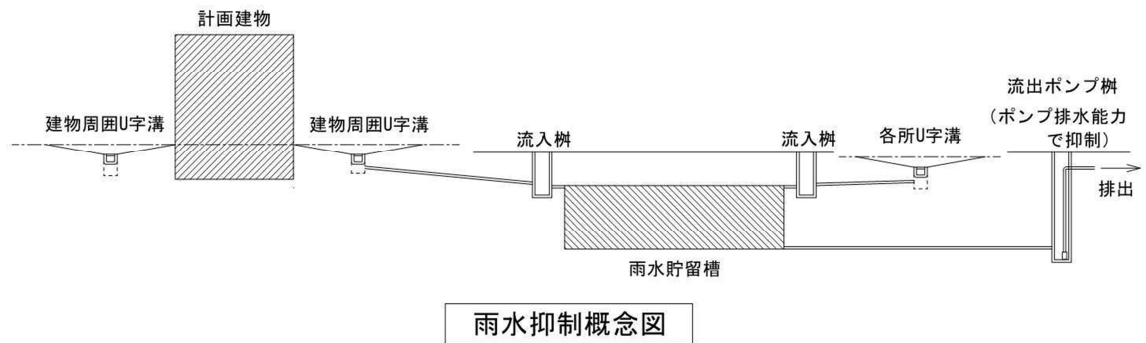 計画建物
建物周囲U字溝
建物周囲U字溝
流入桝
流入桝
各所U字溝
流出ポンプ桝
（ポンプ排水能力
で抑制）
排出
雨水貯留槽
雨水抑制概念図